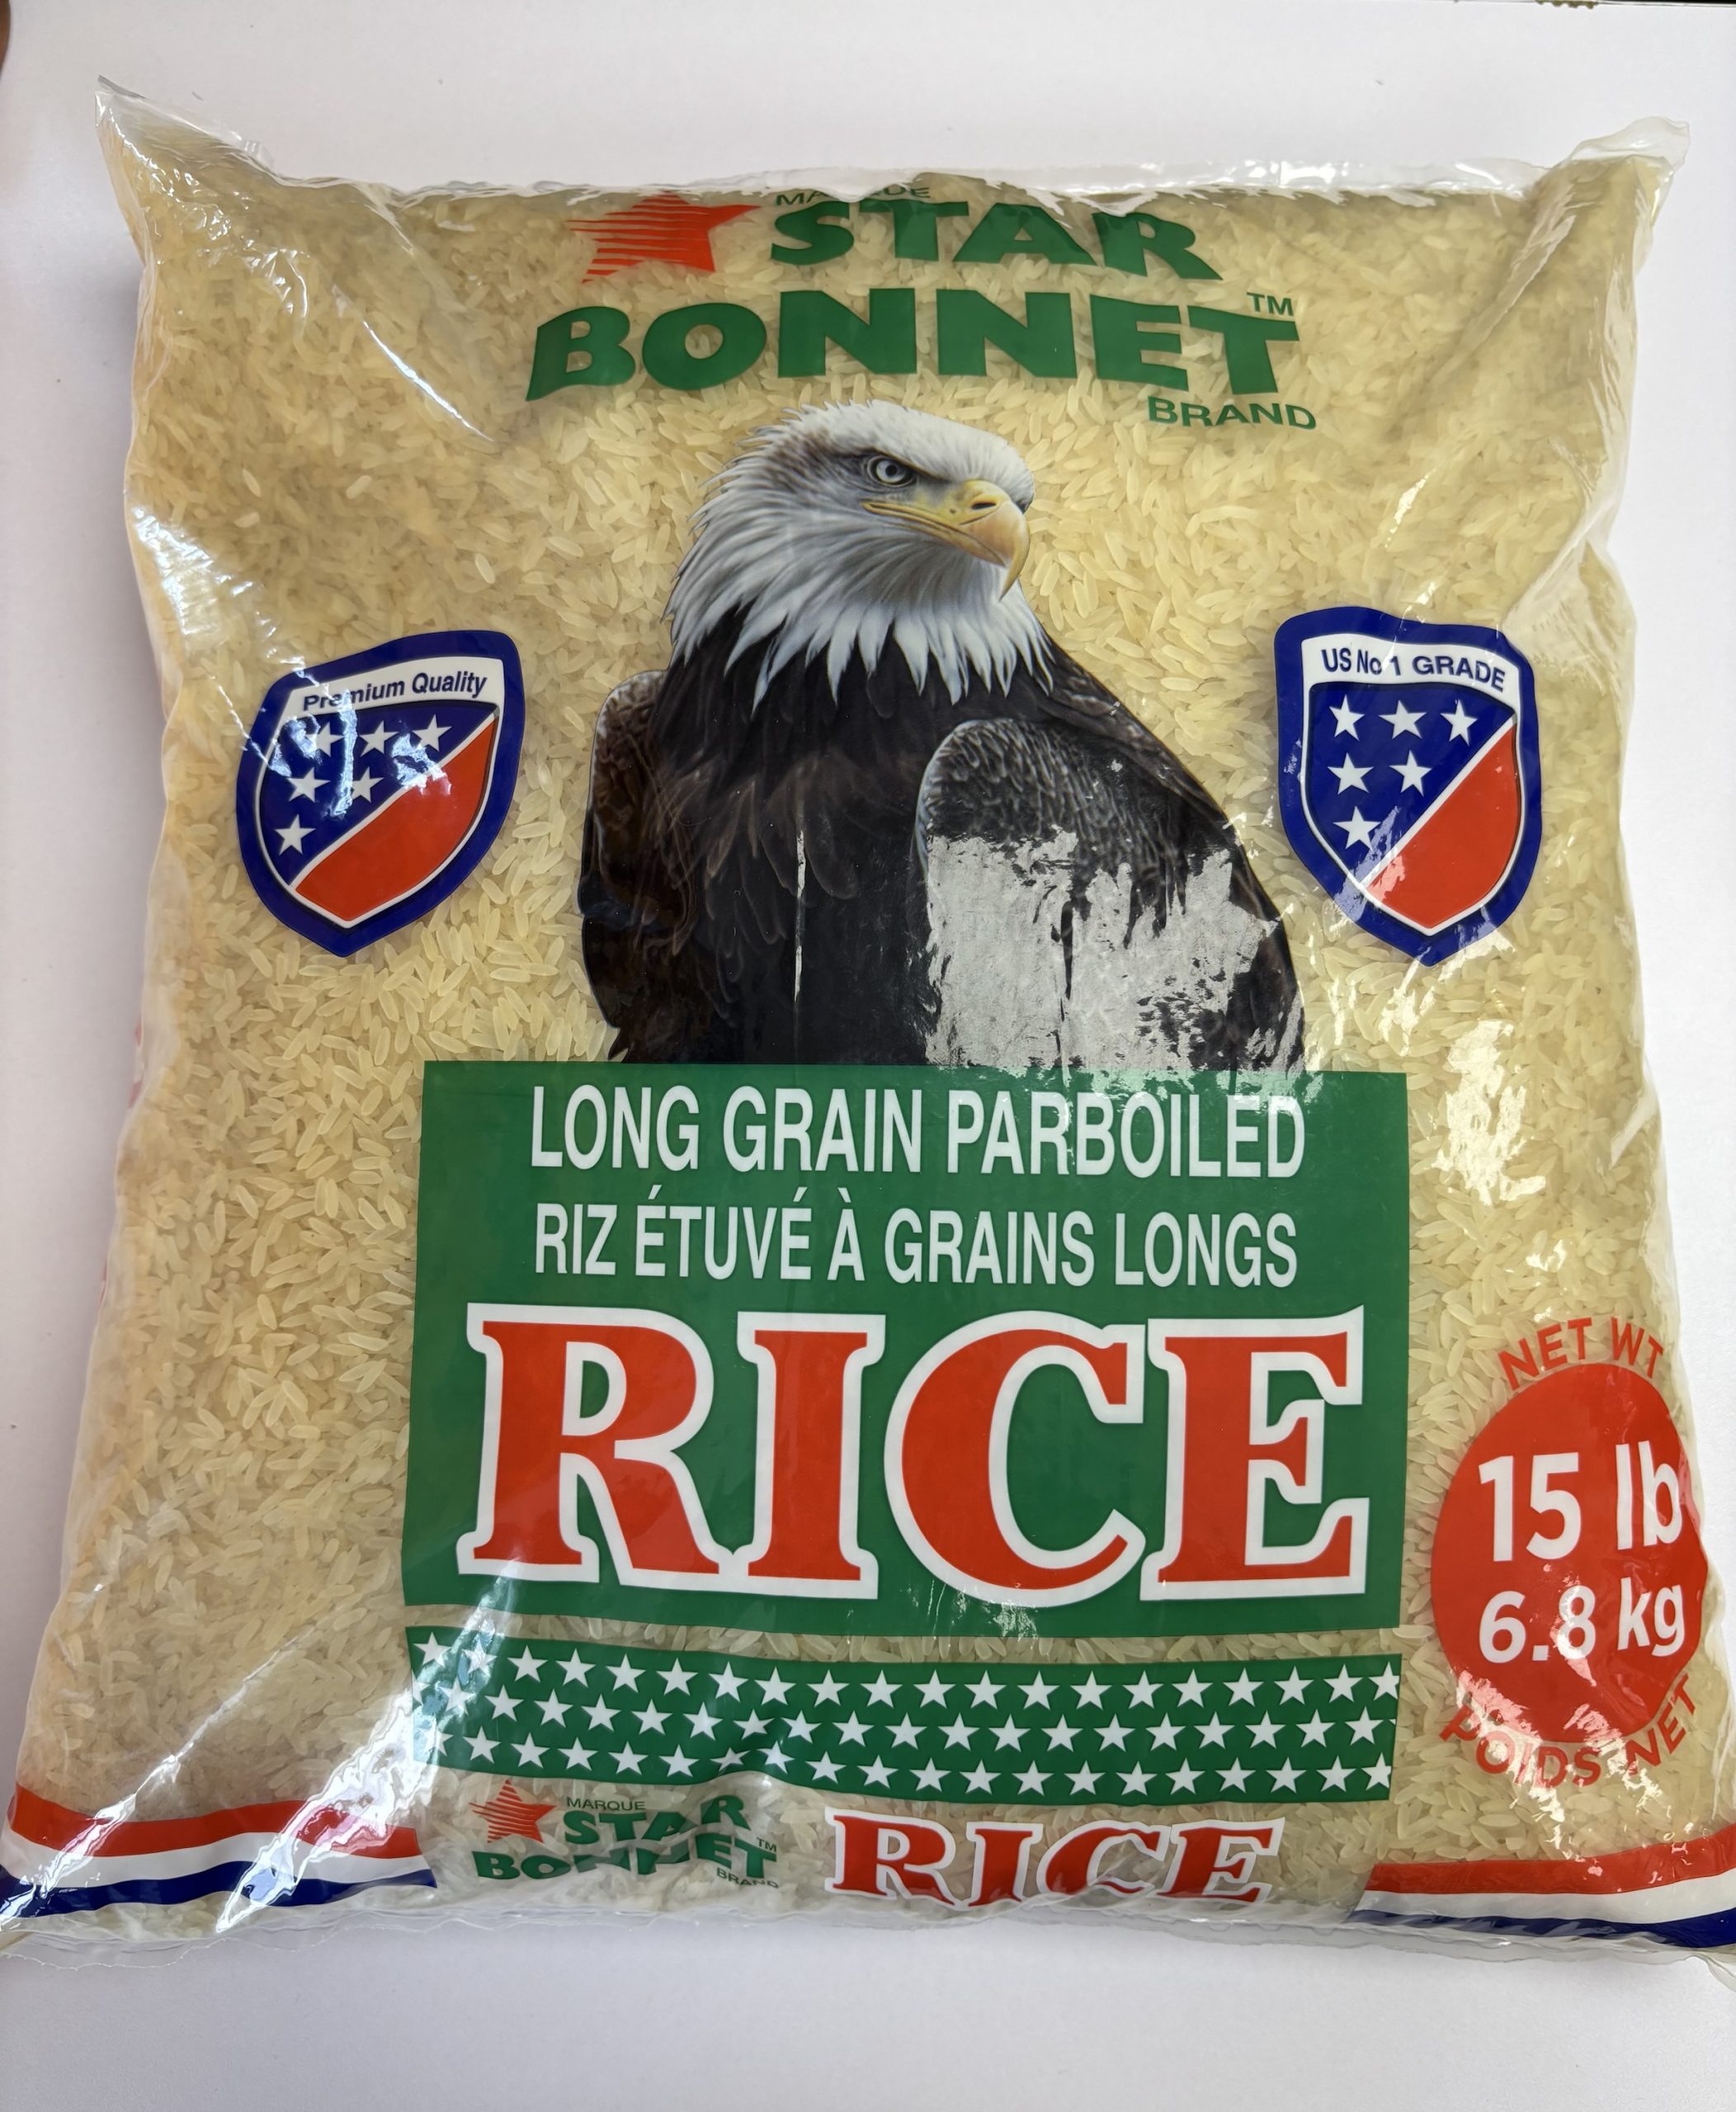 MARQUE
STAR
BONNET™
BRAND
Premium Quality
US No 1 GRADE
LONG GRAIN PARBOILED
RIZ ÉTUVÉ À GRAINS LONGS
RICE
NET WT
15 lb
6.8 kg
POIDS NET
MARQUE
STAR
BONNET™
BRAND
RICE